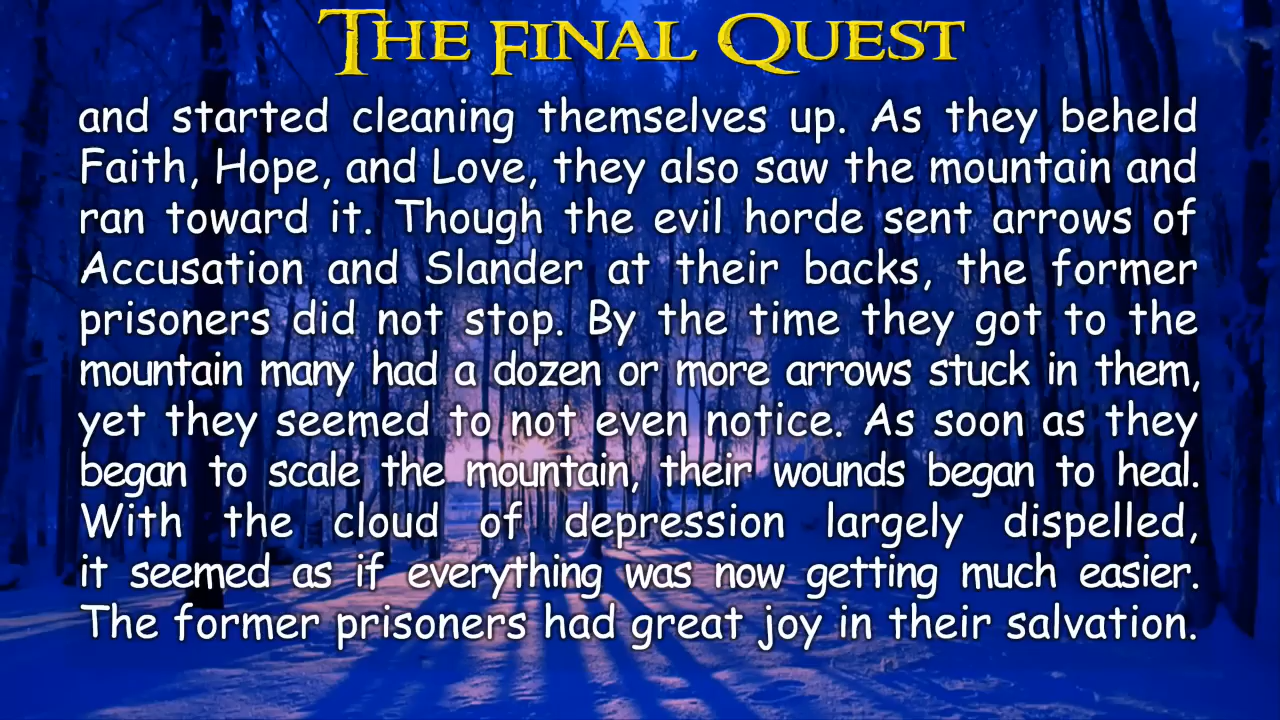 The Final Quest
and started cleaning themselves up. As they beheld
Faith, Hope, and Love, they also saw the mountain and
ran toward it. Though the evil horde sent arrows of
Accusation and Slander at their backs, the former
prisoners did not stop. By the time they got to the
mountain many had a dozen or more arrows stuck in them,
yet they seemed to not even notice. As soon as they
began to scale the mountain, their wounds began to heal.
With the cloud of depression largely dispelled,
it seemed as if everything was now getting much easier.
The former prisoners had great joy in their salvation.